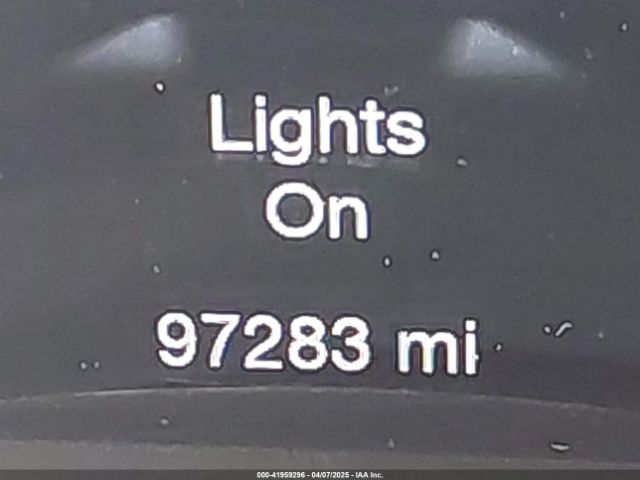 Lights
On
97283 mi
000-41959296 - 04/07/2025 - IAA Inc.